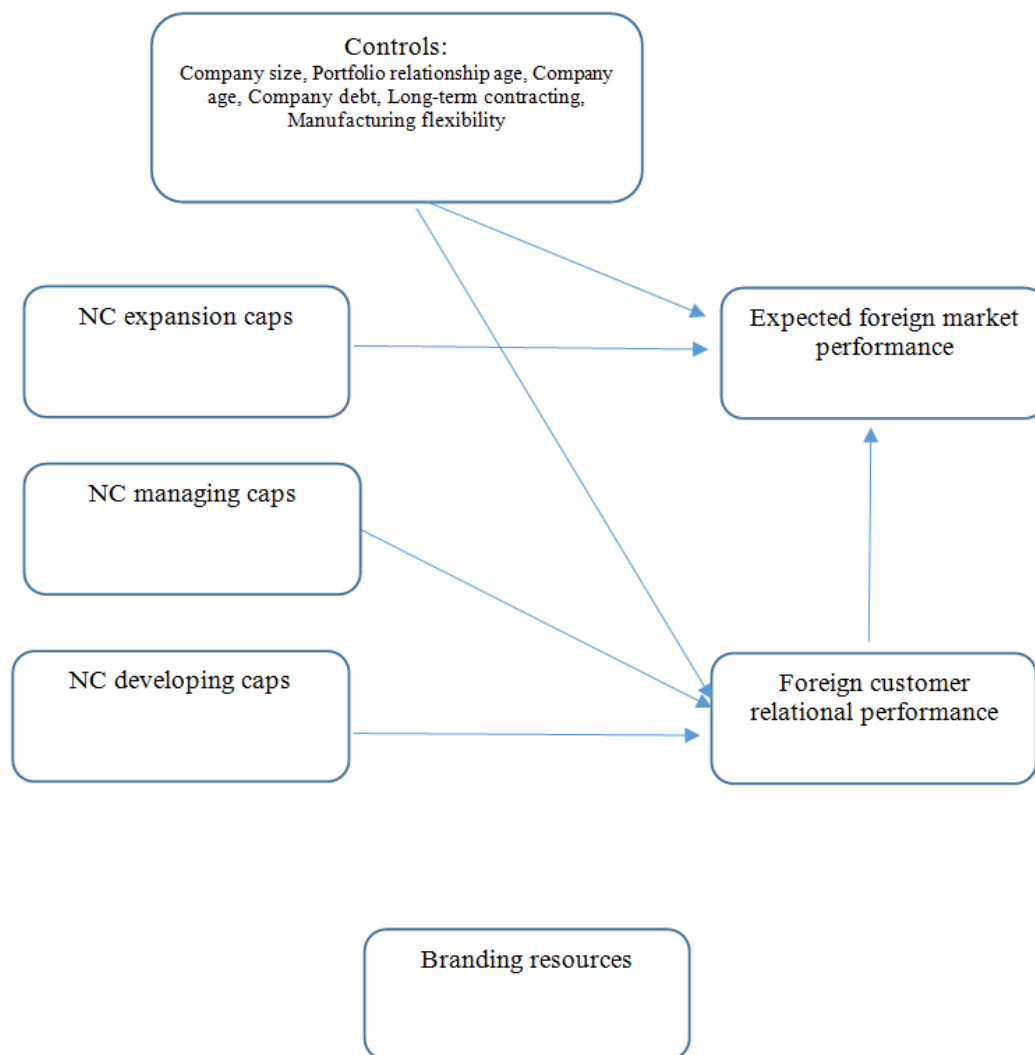 Controls:
Company size, Portfolio relationship age, Company
age, Company debt, Long-term contracting,
Manufacturing flexibility
NC expansion caps
Expected foreign market
performance
NC managing caps
NC developing caps
Foreign customer
relational performance
Branding resources